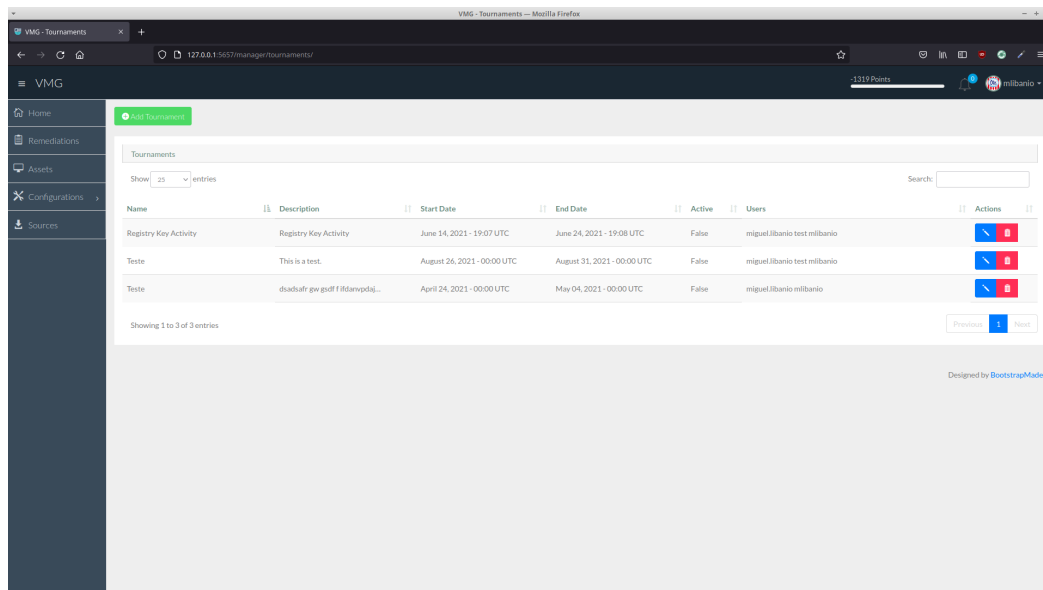 VMG - Tournaments — Mozilla Firefox
VMG - Tournaments
127.0.0.1:5657/manager/tournaments/
VMG
-1319 Points
0
mlibanio
Home
Remediations
Assets
Configurations
Sources
Add Tournament
Tournaments
Show 25 entries
Search:
Name Description Start Date End Date Active Users Actions
Registry Key Activity Registry Key Activity June 14, 2021 - 19:07 UTC June 24, 2021 - 19:08 UTC False miguel.libanio test mlibanio
Teste This is a test. August 26, 2021 - 00:00 UTC August 31, 2021 - 00:00 UTC False miguel.libanio test mlibanio
Teste dsadsafr gw gsdf f ifdanvpdaj... April 24, 2021 - 00:00 UTC May 04, 2021 - 00:00 UTC False miguel.libanio mlibanio
Showing 1 to 3 of 3 entries
Previous 1 Next
Designed by BootstrapMade